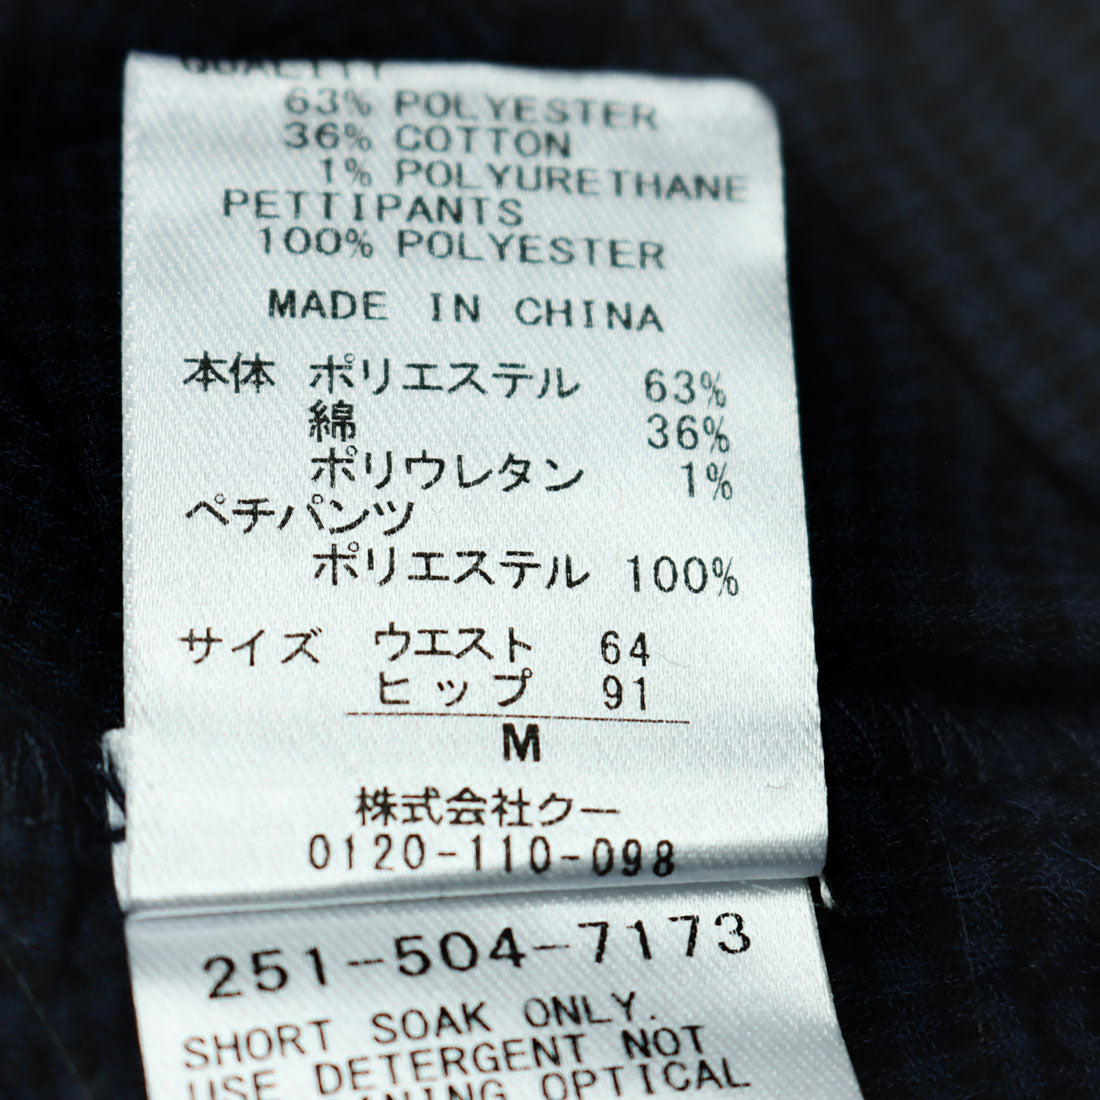 QUALITY
63% POLYESTER
36% COTTON
1% POLYURETHANE
PETTIPANTS
100% POLYESTER
MADE IN CHINA
本体 ポリエステル 63%
綿 36%
ポリウレタン 1%
ペチパンツ
ポリエステル 100%
サイズ ウエスト 64
ヒップ 91
M
株式会社クー
0120-110-098
251-504-7173
SHORT SOAK ONLY.
USE DETERGENT NOT
OPTICAL